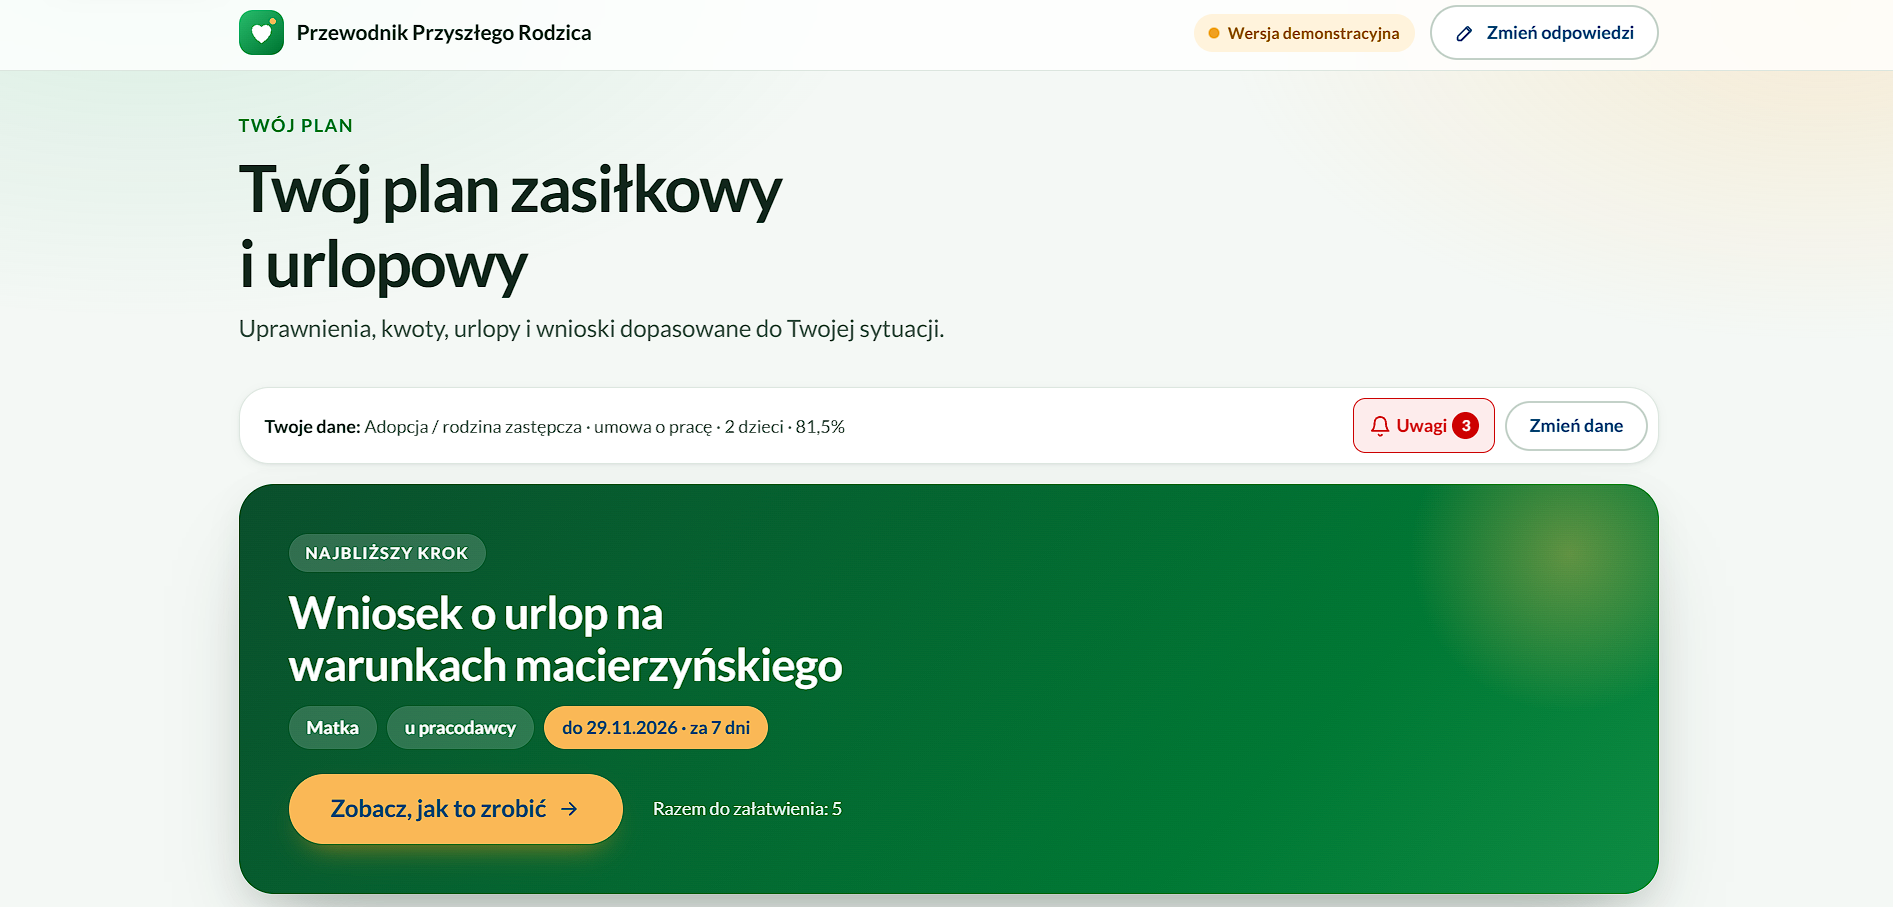 Przewodnik Przyszłego Rodzica
Wersja demonstracyjna
Zmień odpowiedzi
TWÓJ PLAN
Twój plan zasiłkowy
i urlopowy
Uprawnienia, kwoty, urlopy i wnioski dopasowane do Twojej sytuacji.
Twoje dane: Adopcja / rodzina zastępcza · umowa o pracę · 2 dzieci · 81,5%
Uwagi 3
Zmień dane
NAJBLIŻSZY KROK
Wniosek o urlop na
warunkach macierzyńskiego
Matka
u pracodawcy
do 29.11.2026 · za 7 dni
Zobacz, jak to zrobić →
Razem do załatwienia: 5